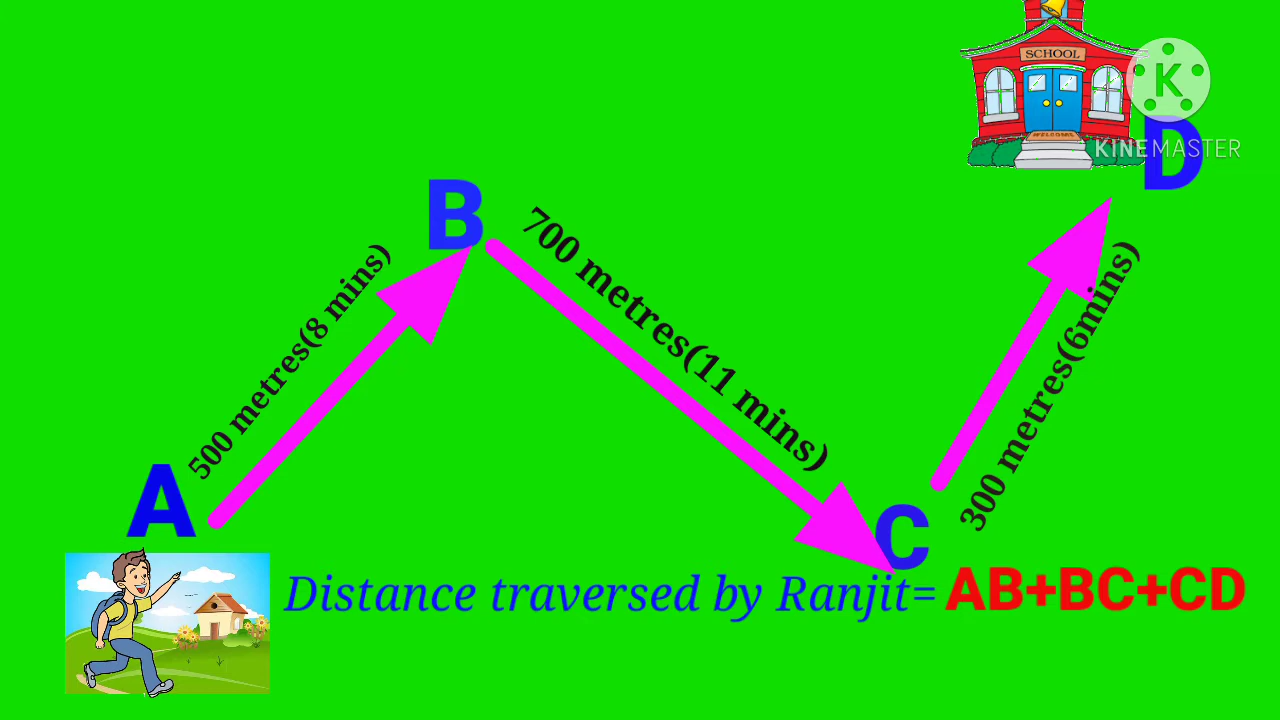 SCHOOL
WELCOME
K
KINEMASTER
D
B
700 metres(11 mins)
500 metres(8 mins)
300 metres(6mins)
A
C
Distance traversed by Ranjit= AB+BC+CD